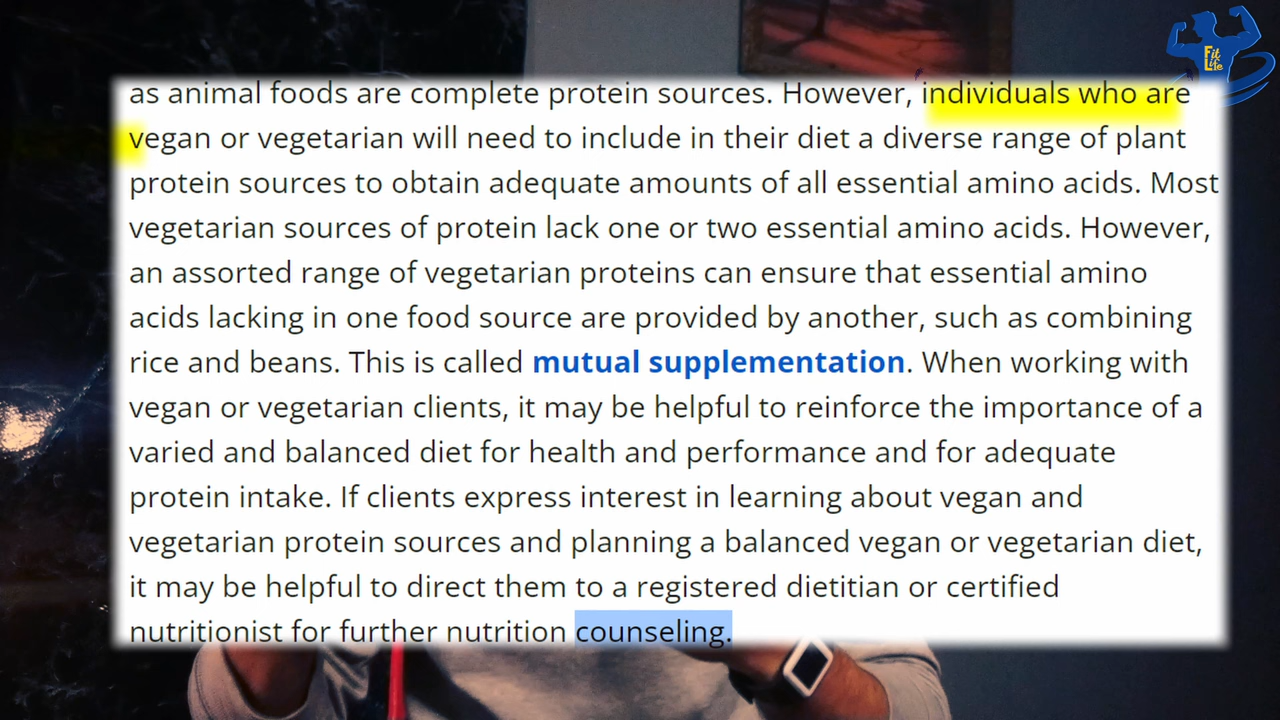 Fit
Life
as animal foods are complete protein sources. However, individuals who are
vegan or vegetarian will need to include in their diet a diverse range of plant
protein sources to obtain adequate amounts of all essential amino acids. Most
vegetarian sources of protein lack one or two essential amino acids. However,
an assorted range of vegetarian proteins can ensure that essential amino
acids lacking in one food source are provided by another, such as combining
rice and beans. This is called mutual supplementation. When working with
vegan or vegetarian clients, it may be helpful to reinforce the importance of a
varied and balanced diet for health and performance and for adequate
protein intake. If clients express interest in learning about vegan and
vegetarian protein sources and planning a balanced vegan or vegetarian diet,
it may be helpful to direct them to a registered dietitian or certified
nutritionist for further nutrition counseling.